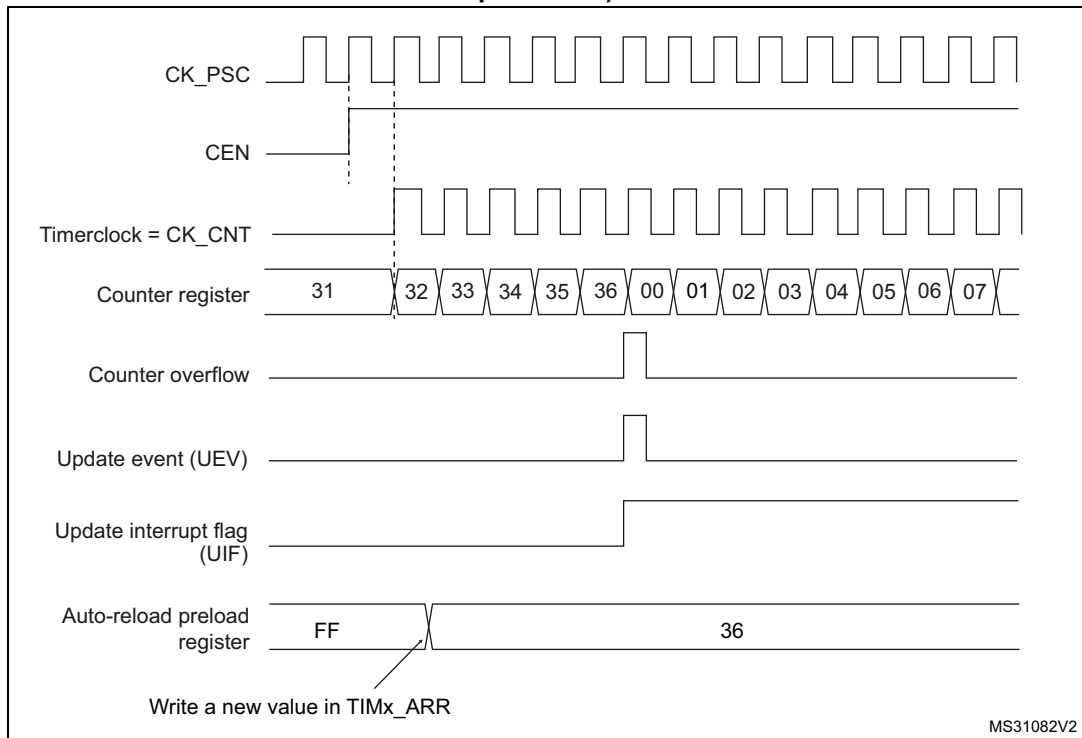 CK_PSC
CEN
Timerclock = CK_CNT
Counter register 31 32 33 34 35 36 00 01 02 03 04 05 06 07
Counter overflow
Update event (UEV)
Update interrupt flag
(UIF)
Auto-reload preload
register
FF 36
Write a new value in TIMx_ARR
MS31082V2